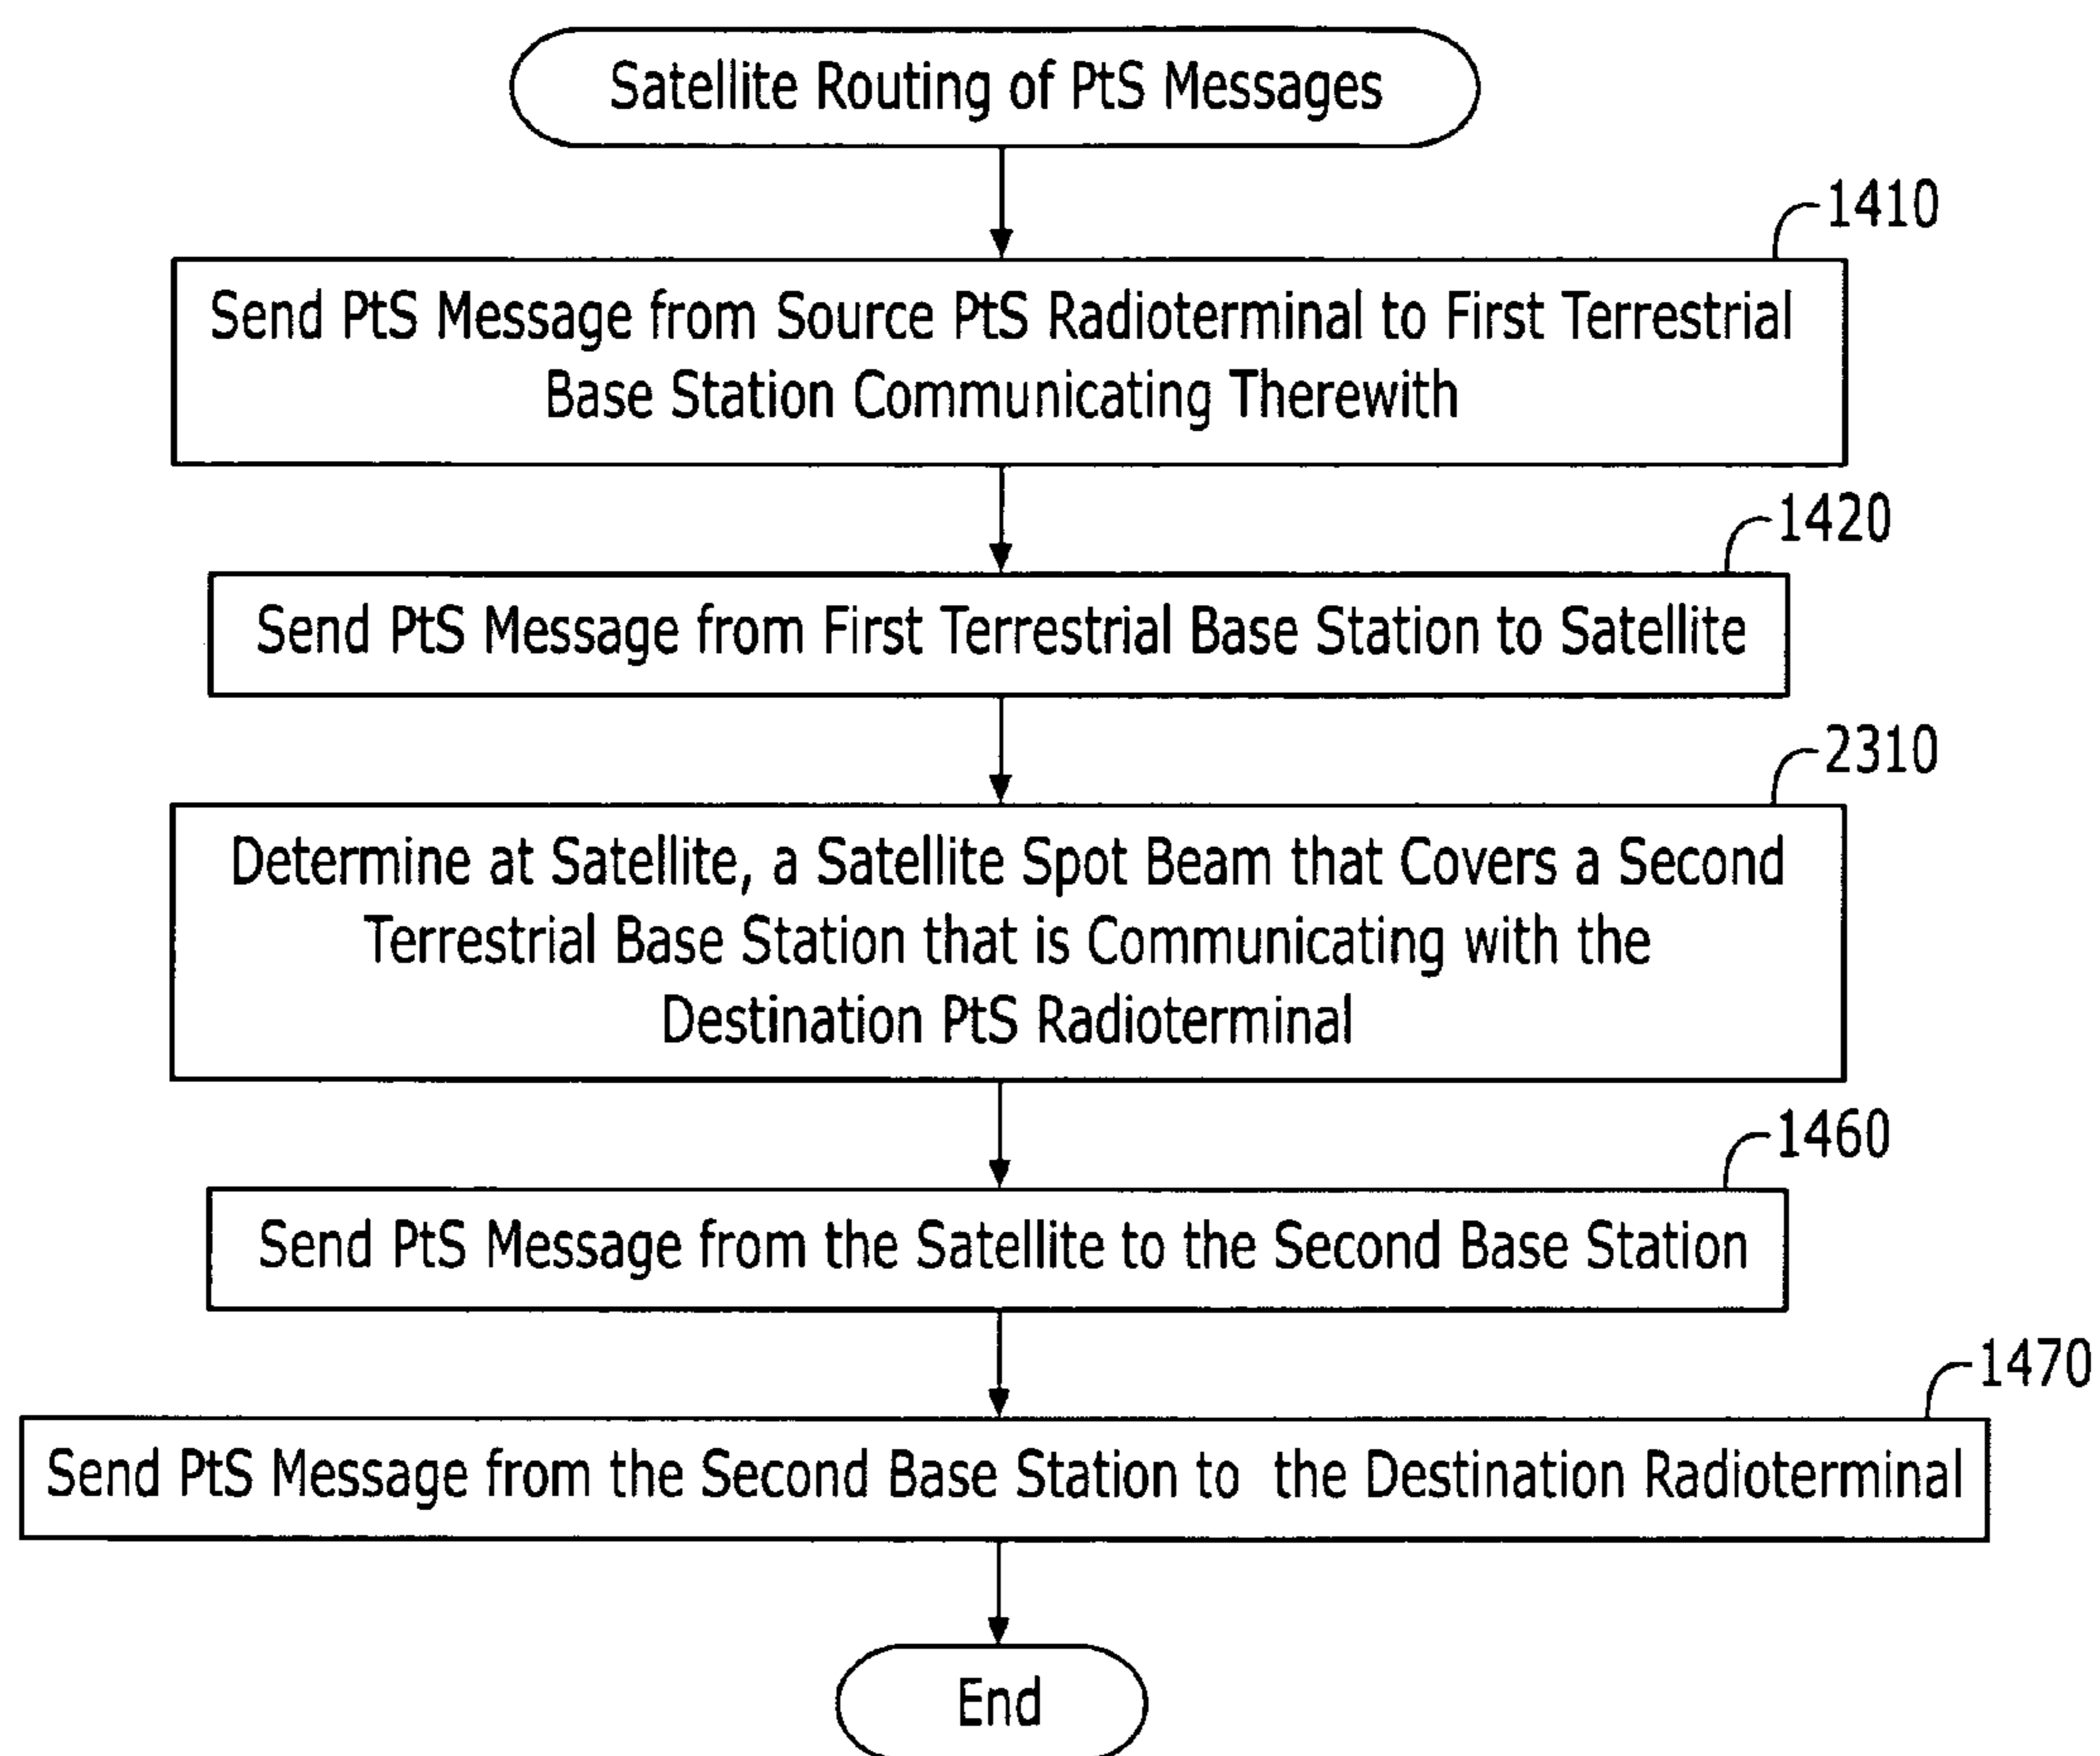 Satellite Routing of PtS Messages
1410
Send PtS Message from Source PtS Radioterminal to First Terrestrial
Base Station Communicating Therewith
1420
Send PtS Message from First Terrestrial Base Station to Satellite
2310
Determine at Satellite, a Satellite Spot Beam that Covers a Second
Terrestrial Base Station that is Communicating with the
Destination PtS Radioterminal
1460
Send PtS Message from the Satellite to the Second Base Station
1470
Send PtS Message from the Second Base Station to the Destination Radioterminal
End